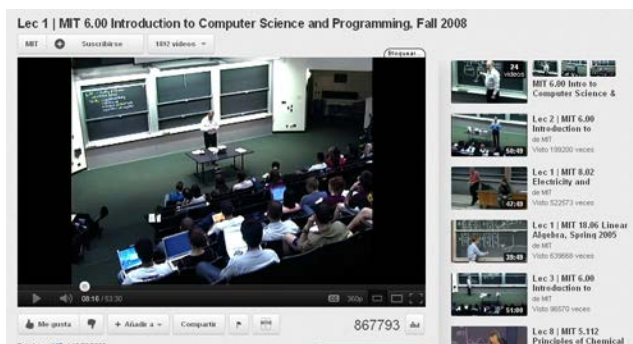 Lec 1 | MIT 6.00 Introduction to Computer Science and Programming, Fall 2008
MIT Suscribirse 1892 videos
Bloquear...
08:16 / 53:30 360p
Me gusta + Añadir a Compartir 867793
24
videos
MIT 6.00 Intro to
Computer Science &
Lec 2 | MIT 6.00
Introduction to
de MIT
50:49 Visto 199200 veces
Lec 1 | MIT 8.02
Electricity and
de MIT
47:49 Visto 522573 veces
Lec 1 | MIT 18.06 Linear
Algebra, Spring 2005
de MIT
39:49 Visto 639668 veces
Lec 3 | MIT 6.00
Introduction to
de MIT
51:00 Visto 96570 veces
Lec 8 | MIT 5.112
Principles of Chemical